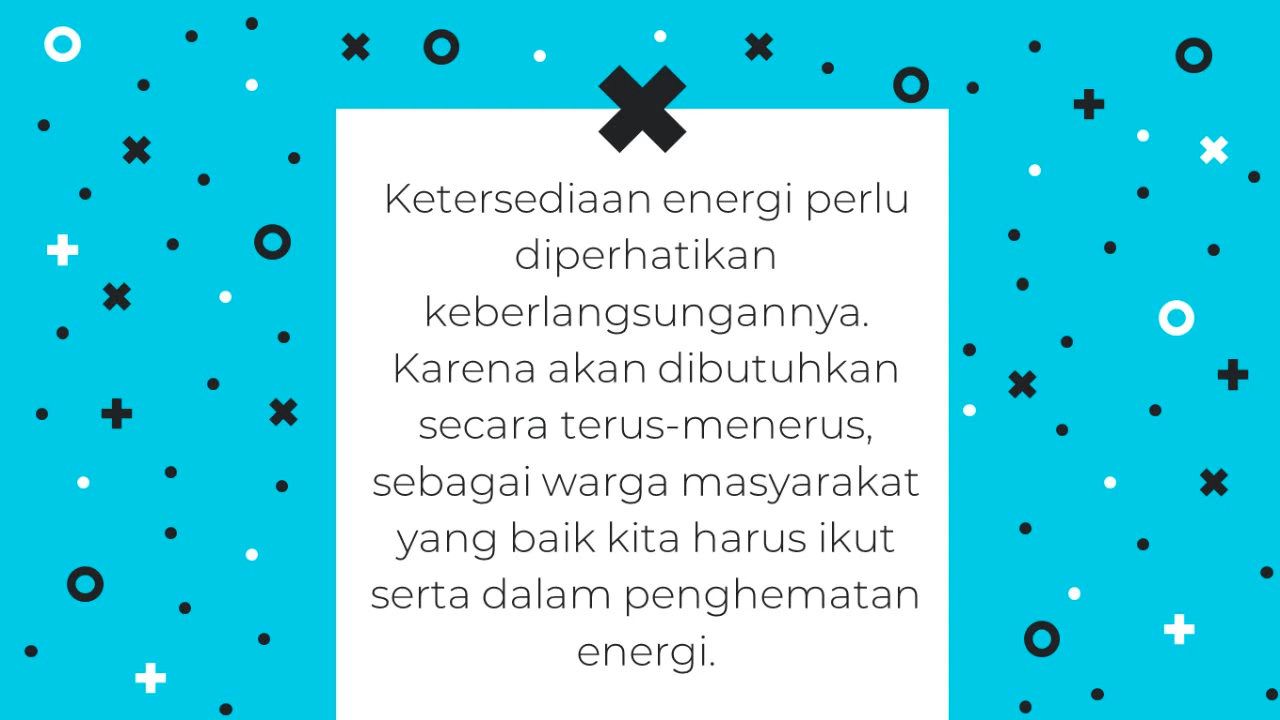 Ketersediaan energi perlu
diperhatikan
keberlangsungannya.
Karena akan dibutuhkan
secara terus-menerus,
sebagai warga masyarakat
yang baik kita harus ikut
serta dalam penghematan
energi.